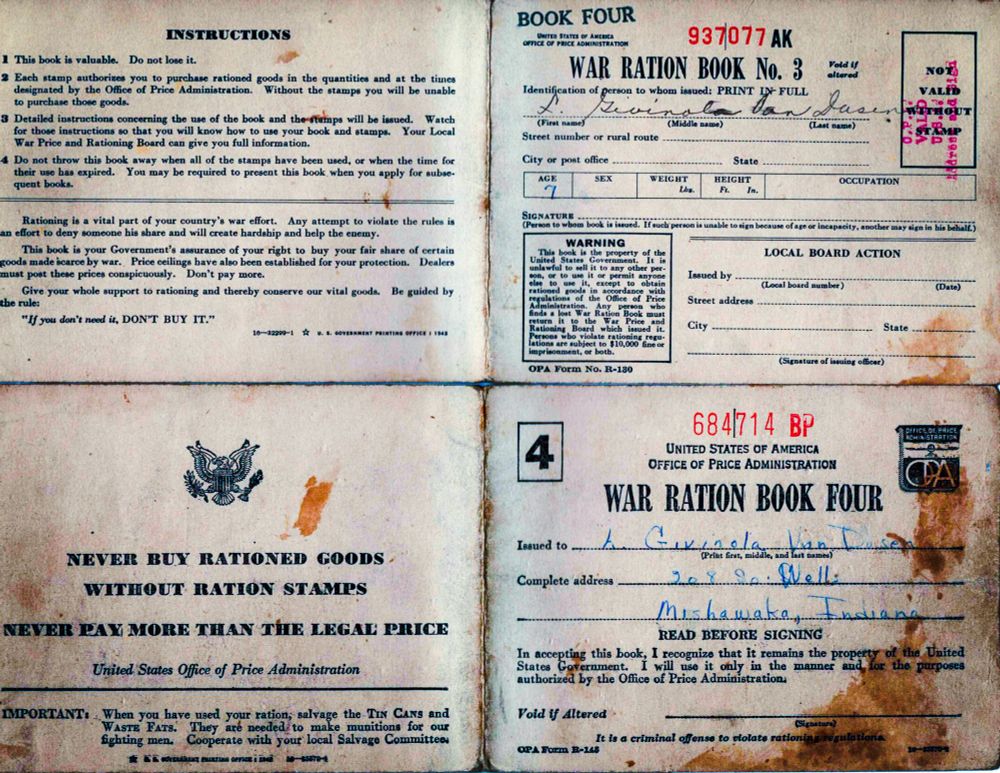 INSTRUCTIONS
1 This book is valuable. Do not lose it.
2 Each stamp authorizes you to purchase rationed goods in the quantities and at the times
designated by the Office of Price Administration. Without the stamps you will be unable
to purchase those goods.
3 Detailed instructions concerning the use of the book and the stamps will be issued. Watch
for those instructions so that you will know how to use your book and stamps. Your Local
War Price and Rationing Board can give you full information.
4 Do not throw this book away when all of the stamps have been used, or when the time for
their use has expired. You may be required to present this book when you apply for subse-
quent books.
Rationing is a vital part of your country's war effort. Any attempt to violate the rules is
an effort to deny someone his share and will create hardship and help the enemy.
This book is your Government's assurance of your right to buy your fair share of certain
goods made scarce by war. Price ceilings have also been established for your protection. Dealers
must post these prices conspicuously. Don't pay more.
Give your whole support to rationing and thereby conserve our vital goods. Be guided by
the rule:
"If you don't need it, DON'T BUY IT."
16—32299-1 ☆ U. S. GOVERNMENT PRINTING OFFICE : 1943
BOOK FOUR
UNITED STATES OF AMERICA
OFFICE OF PRICE ADMINISTRATION
937077 AK
WAR RATION BOOK No. 3
Void if
altered
NOT
VALID
WITHOUT
STAMP
Identification of person to whom issued: PRINT IN FULL
L. Van Dusen
(First name) (Middle name) (Last name)
Street number or rural route
City or post office State
AGE SEX WEIGHT Lbs. HEIGHT Ft. In. OCCUPATION
7
SIGNATURE
(Person to whom book is issued. If such person is unable to sign because of age or incapacity, another may sign in his behalf.)
WARNING
This book is the property of the
United States Government. It is
unlawful to sell it to any other per-
son, or to use it or permit anyone
else to use it, except to obtain
rationed goods in accordance with
regulations of the Office of Price
Administration. Any person who
finds a lost War Ration Book must
return it to the War Price and
Rationing Board which issued it.
Persons who violate rationing regu-
lations are subject to $10,000 fine or
imprisonment, or both.
OPA Form No. R-130
LOCAL BOARD ACTION
Issued by
(Local board number) (Date)
Street address
City State
(Signature of issuing officer)
NEVER BUY RATIONED GOODS
WITHOUT RATION STAMPS
NEVER PAY MORE THAN THE LEGAL PRICE
United States Office of Price Administration
IMPORTANT: When you have used your ration, salvage the TIN CANS and
WASTE FATS. They are needed to make munitions for our
fighting men. Cooperate with your local Salvage Committee.
☆ U. S. GOVERNMENT PRINTING OFFICE : 1943
4
684714 BP
UNITED STATES OF AMERICA
OFFICE OF PRICE ADMINISTRATION
OFFICE OF PRICE
ADMINISTRATION
OPA
WAR RATION BOOK FOUR
Issued to L. Van Dusen
(Print first, middle, and last names)
Complete address 208 So. Wells
Mishawaka, Indiana
READ BEFORE SIGNING
In accepting this book, I recognize that it remains the property of the United
States Government. I will use it only in the manner and for the purposes
authorized by the Office of Price Administration.
Void if Altered
(Signature)
It is a criminal offense to violate rationing regulations.
OPA Form R-145